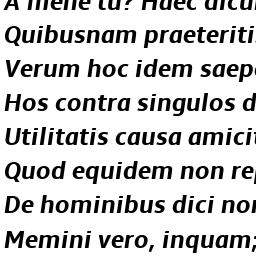 A mene tu? Haec dicu
Quibusnam praeteriti
Verum hoc idem saepe
Hos contra singulos d
Utilitatis causa amicit
Quod equidem non rep
De hominibus dici non
Memini vero, inquam;